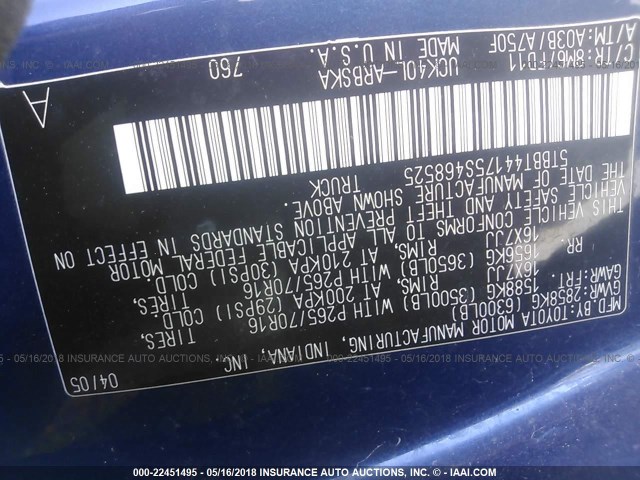 MFD BY: TOYOTA MOTOR MANUFACTURING, INDIANA, INC. 04/05
GVWR: 2858KG (6300LB)
GAWR: FRT. 1588KG (3500LB) WITH P265/70R16 TIRES,
16X7JJ RIMS, AT 200KPA (29PSI) COLD
RR. 1656KG (3650LB) WITH P265/70R16 TIRES,
16X7JJ RIMS, AT 210KPA (30PSI) COLD.
THIS VEHICLE CONFORMS TO ALL APPLICABLE FEDERAL MOTOR
VEHICLE SAFETY AND THEFT PREVENTION STANDARDS IN EFFECT ON
THE DATE OF MANUFACTURE SHOWN ABOVE.
5TBBT44175S468525 TRUCK
C/TR: 8M6/FD11 UCK40L-ARBSKA 760
A/TM: A03B/A750F MADE IN U.S.A. A
000-22451495 - 05/16/2018 INSURANCE AUTO AUCTIONS, INC. - © - IAAI.COM